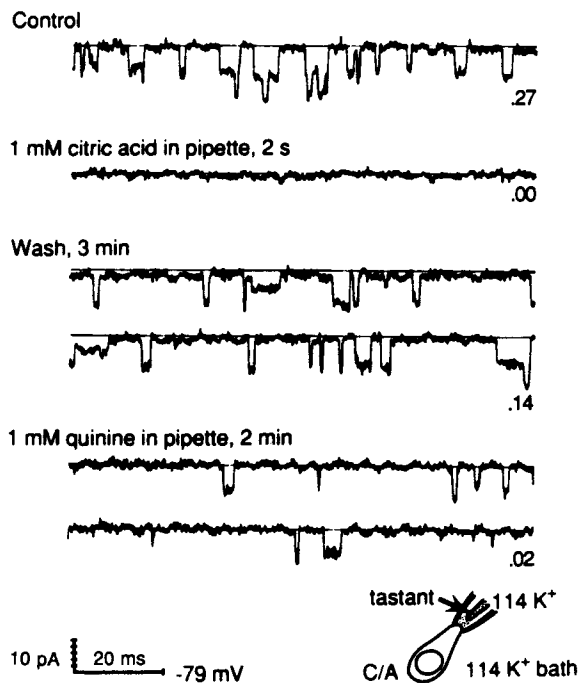 Control
.27
1 mM citric acid in pipette, 2 s
.00
Wash, 3 min
.14
1 mM quinine in pipette, 2 min
.02
tastant 114 K⁺
10 pA 20 ms -79 mV
C/A 114 K⁺ bath